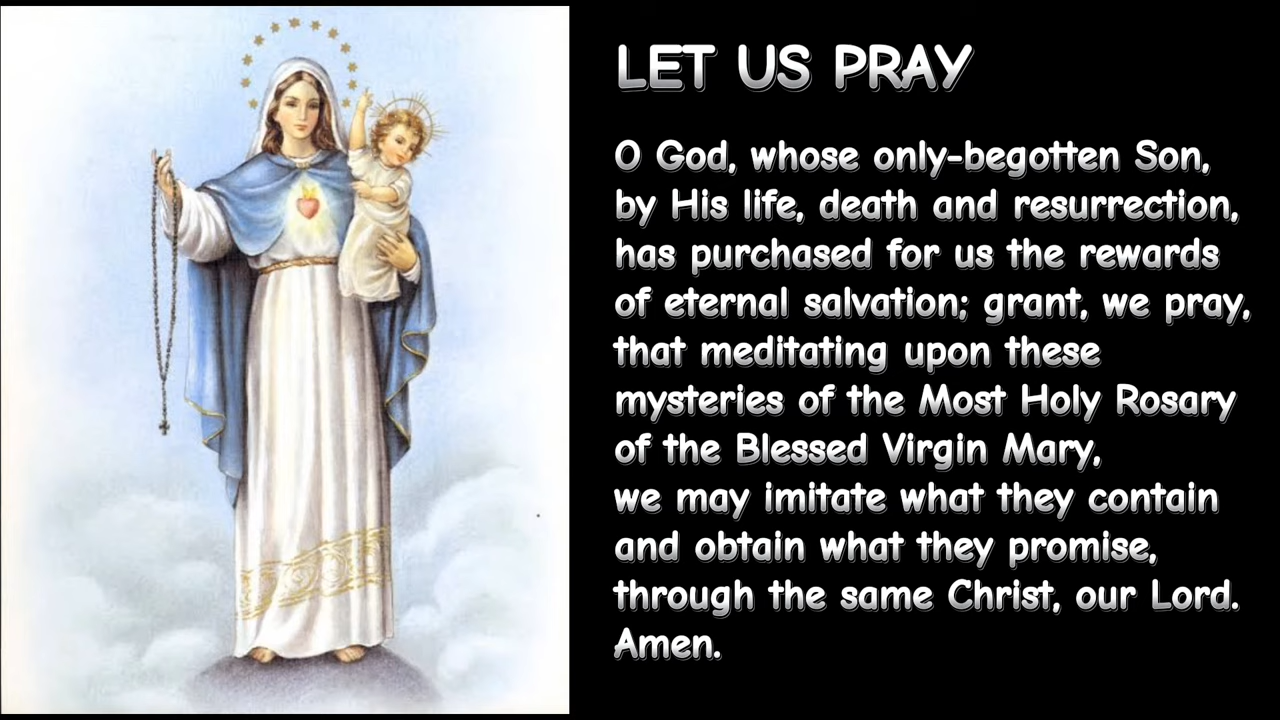 LET US PRAY
O God, whose only-begotten Son,
by His life, death and resurrection,
has purchased for us the rewards
of eternal salvation; grant, we pray,
that meditating upon these
mysteries of the Most Holy Rosary
of the Blessed Virgin Mary,
we may imitate what they contain
and obtain what they promise,
through the same Christ, our Lord.
Amen.